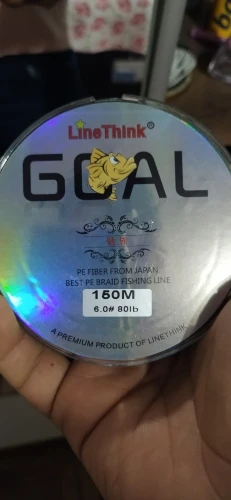 LineThink®
GOAL
PE FIBER FROM JAPAN
BEST PE BRAID FISHING LINE
150M
6.0# 80lb
A PREMIUM PRODUCT OF LINETHINK